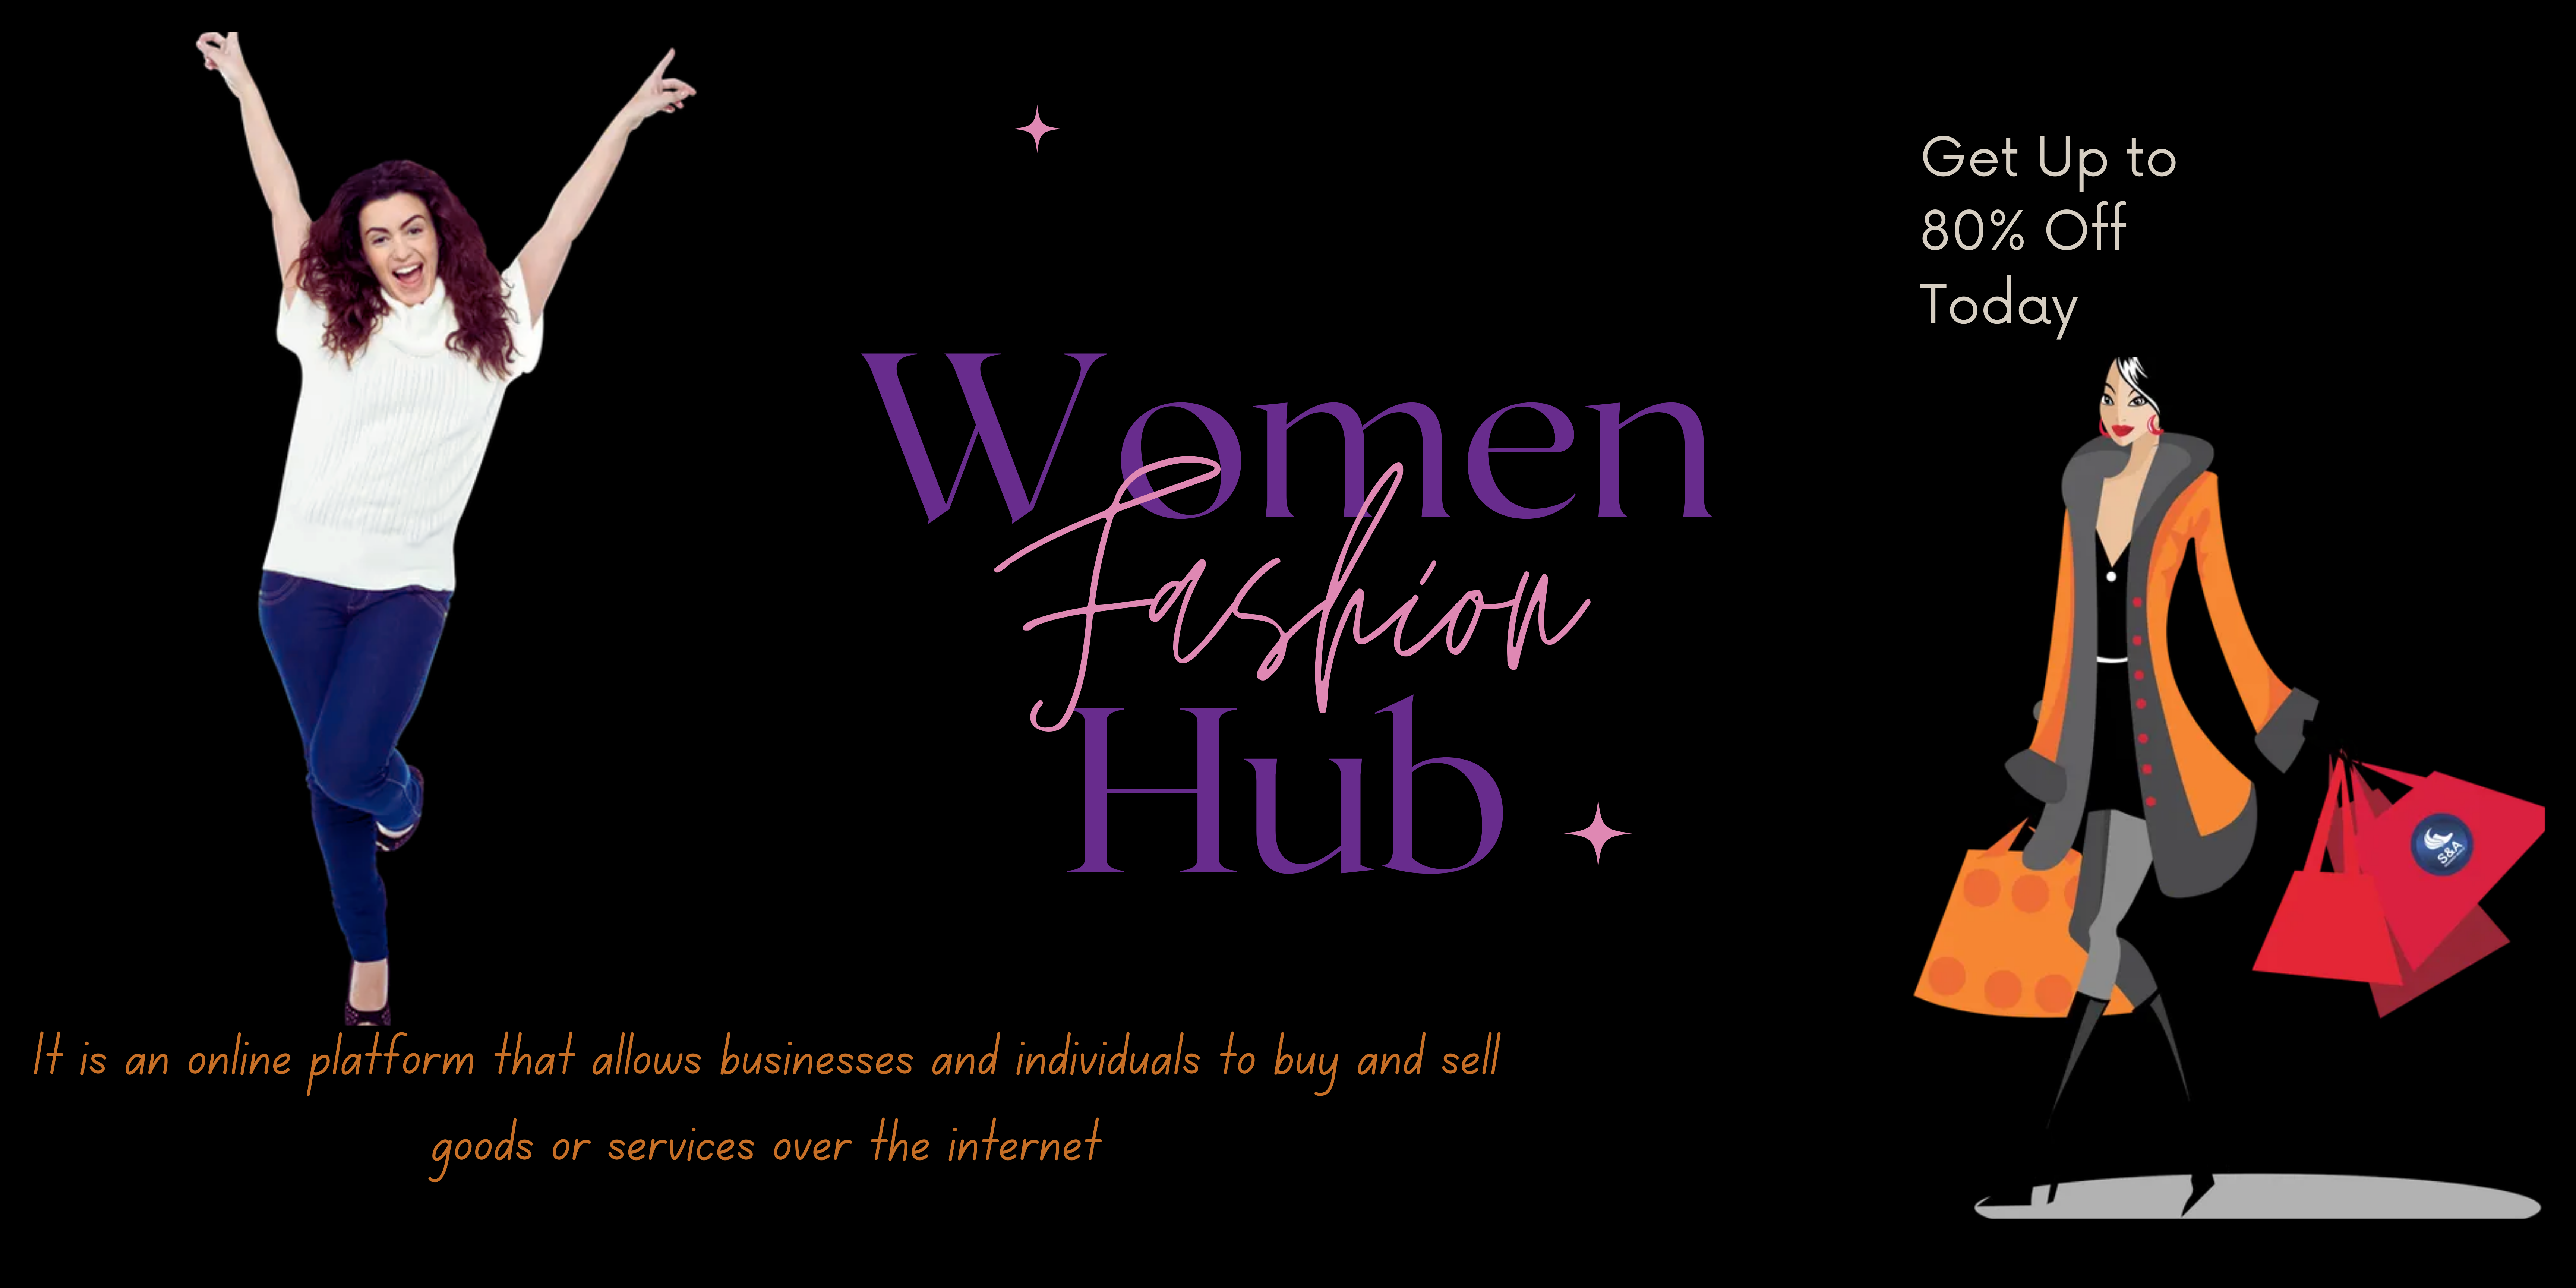 Get Up to
80% Off
Today
Women
Fashion
Hub
S&A
It is an online platform that allows businesses and individuals to buy and sell
goods or services over the internet